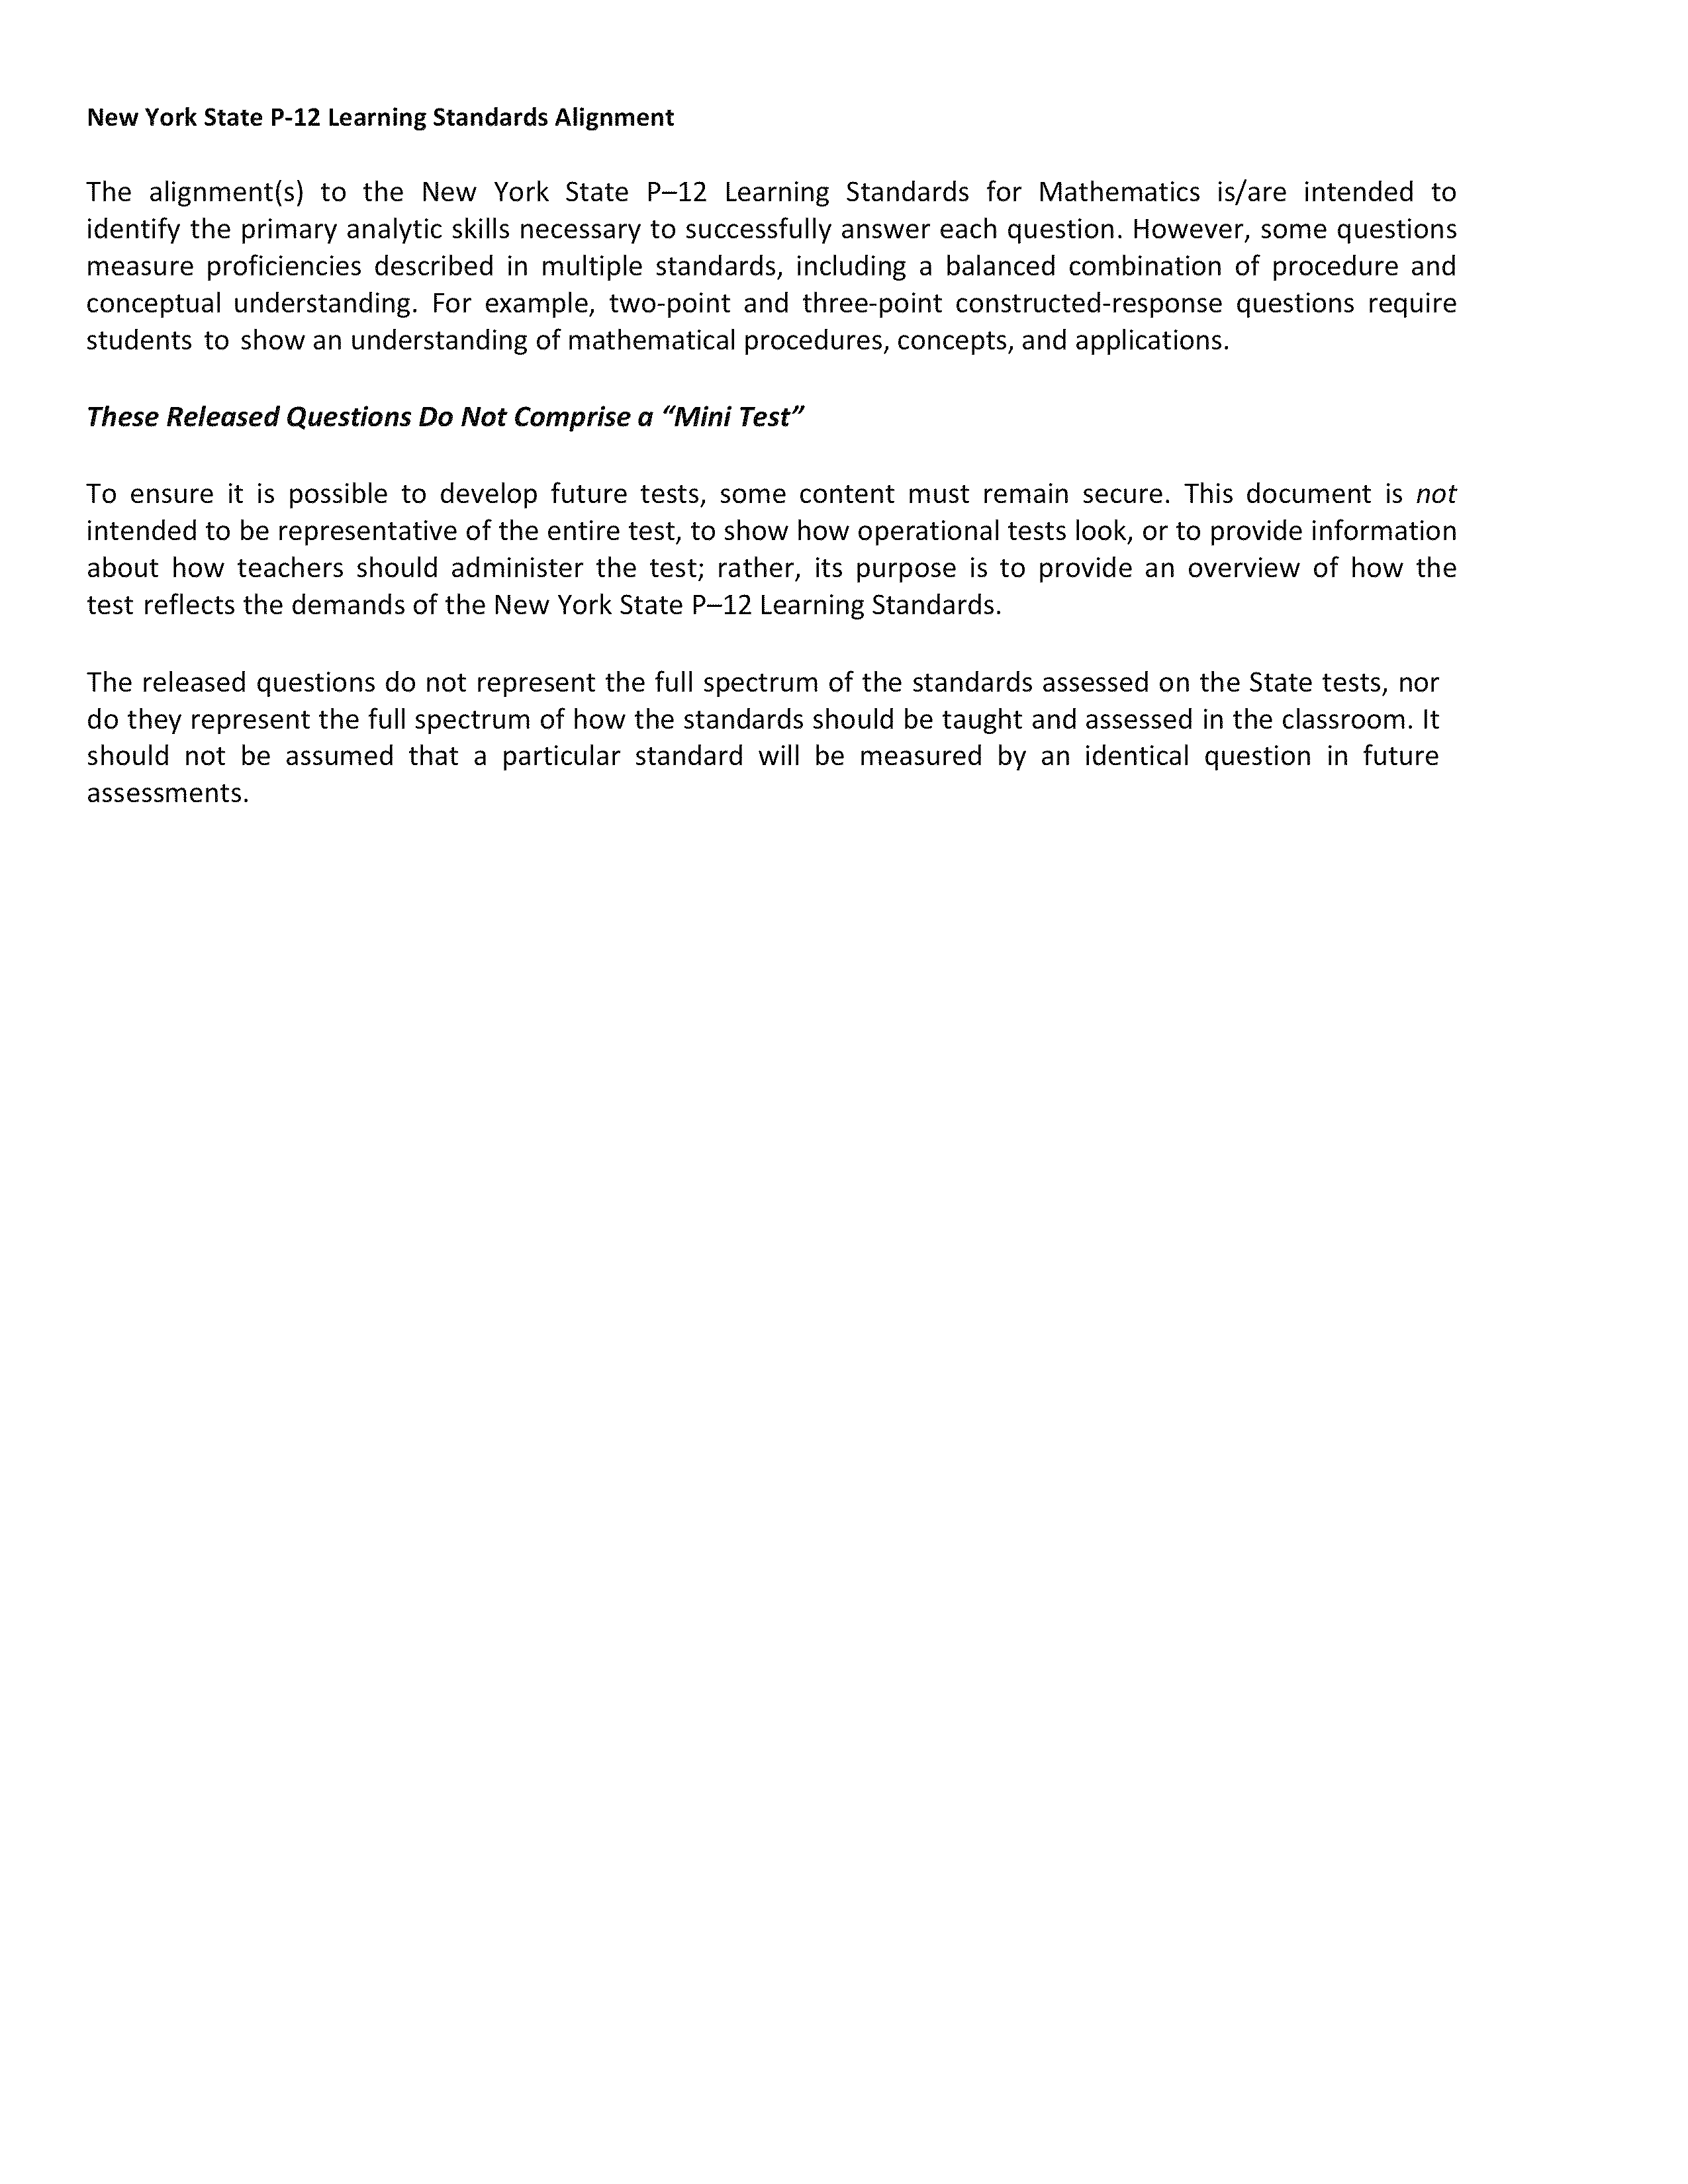 New York State P-12 Learning Standards Alignment
The alignment(s) to the New York State P–12 Learning Standards for Mathematics is/are intended to
identify the primary analytic skills necessary to successfully answer each question. However, some questions
measure proficiencies described in multiple standards, including a balanced combination of procedure and
conceptual understanding. For example, two-point and three-point constructed-response questions require
students to show an understanding of mathematical procedures, concepts, and applications.
These Released Questions Do Not Comprise a “Mini Test”
To ensure it is possible to develop future tests, some content must remain secure. This document is not
intended to be representative of the entire test, to show how operational tests look, or to provide information
about how teachers should administer the test; rather, its purpose is to provide an overview of how the
test reflects the demands of the New York State P–12 Learning Standards.
The released questions do not represent the full spectrum of the standards assessed on the State tests, nor
do they represent the full spectrum of how the standards should be taught and assessed in the classroom. It
should not be assumed that a particular standard will be measured by an identical question in future
assessments.